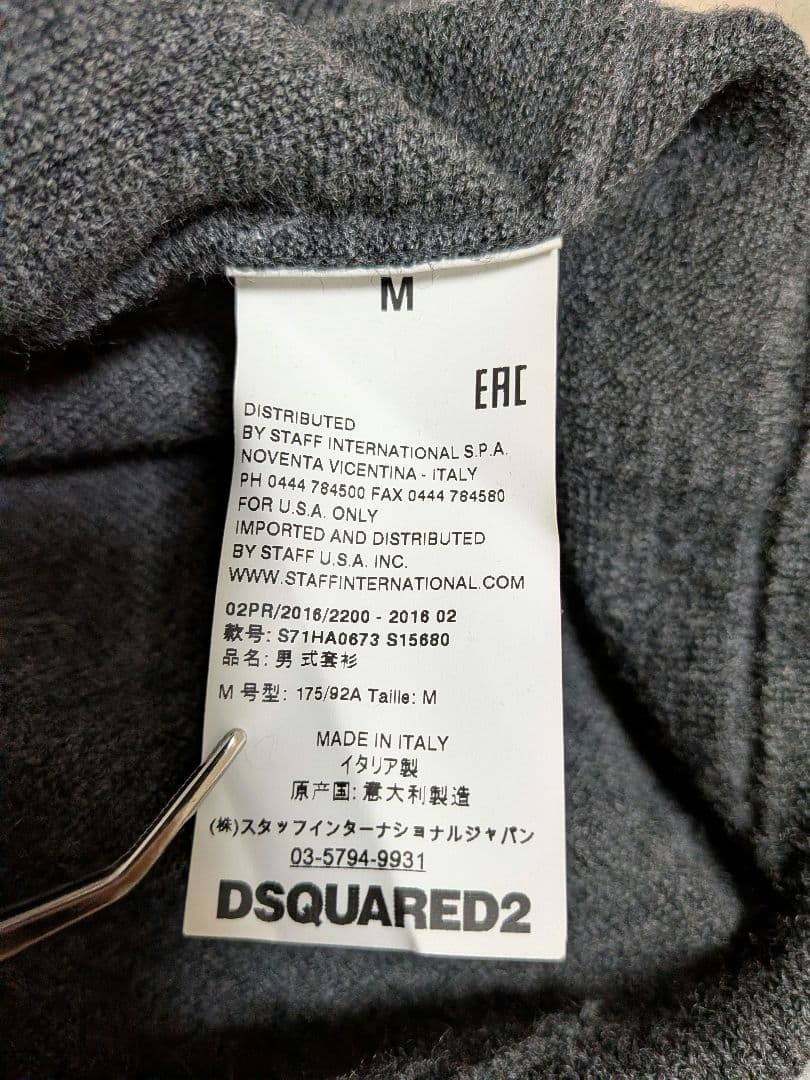 M
EAC
DISTRIBUTED
BY STAFF INTERNATIONAL S.P.A.
NOVENTA VICENTINA - ITALY
PH 0444 784500 FAX 0444 784580
FOR U.S.A. ONLY
IMPORTED AND DISTRIBUTED
BY STAFF U.S.A. INC.
WWW.STAFFINTERNATIONAL.COM
02PR/2016/2200 - 2016 02
款号: S71HA0673 S15680
品名: 男 式套衫
M 号型: 175/92A Taille: M
MADE IN ITALY
イタリア製
原产国: 意大利製造
(株)スタッフインターナショナルジャパン
03-5794-9931
DSQUARED2